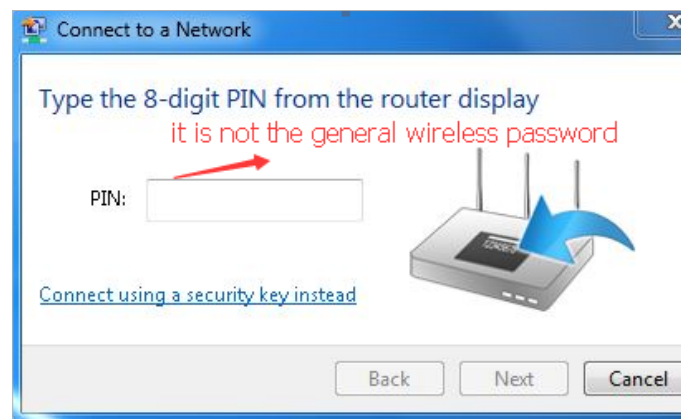 Connect to a Network
X
Type the 8-digit PIN from the router display
it is not the general wireless password
PIN:
12345670
Connect using a security key instead
Back
Next
Cancel